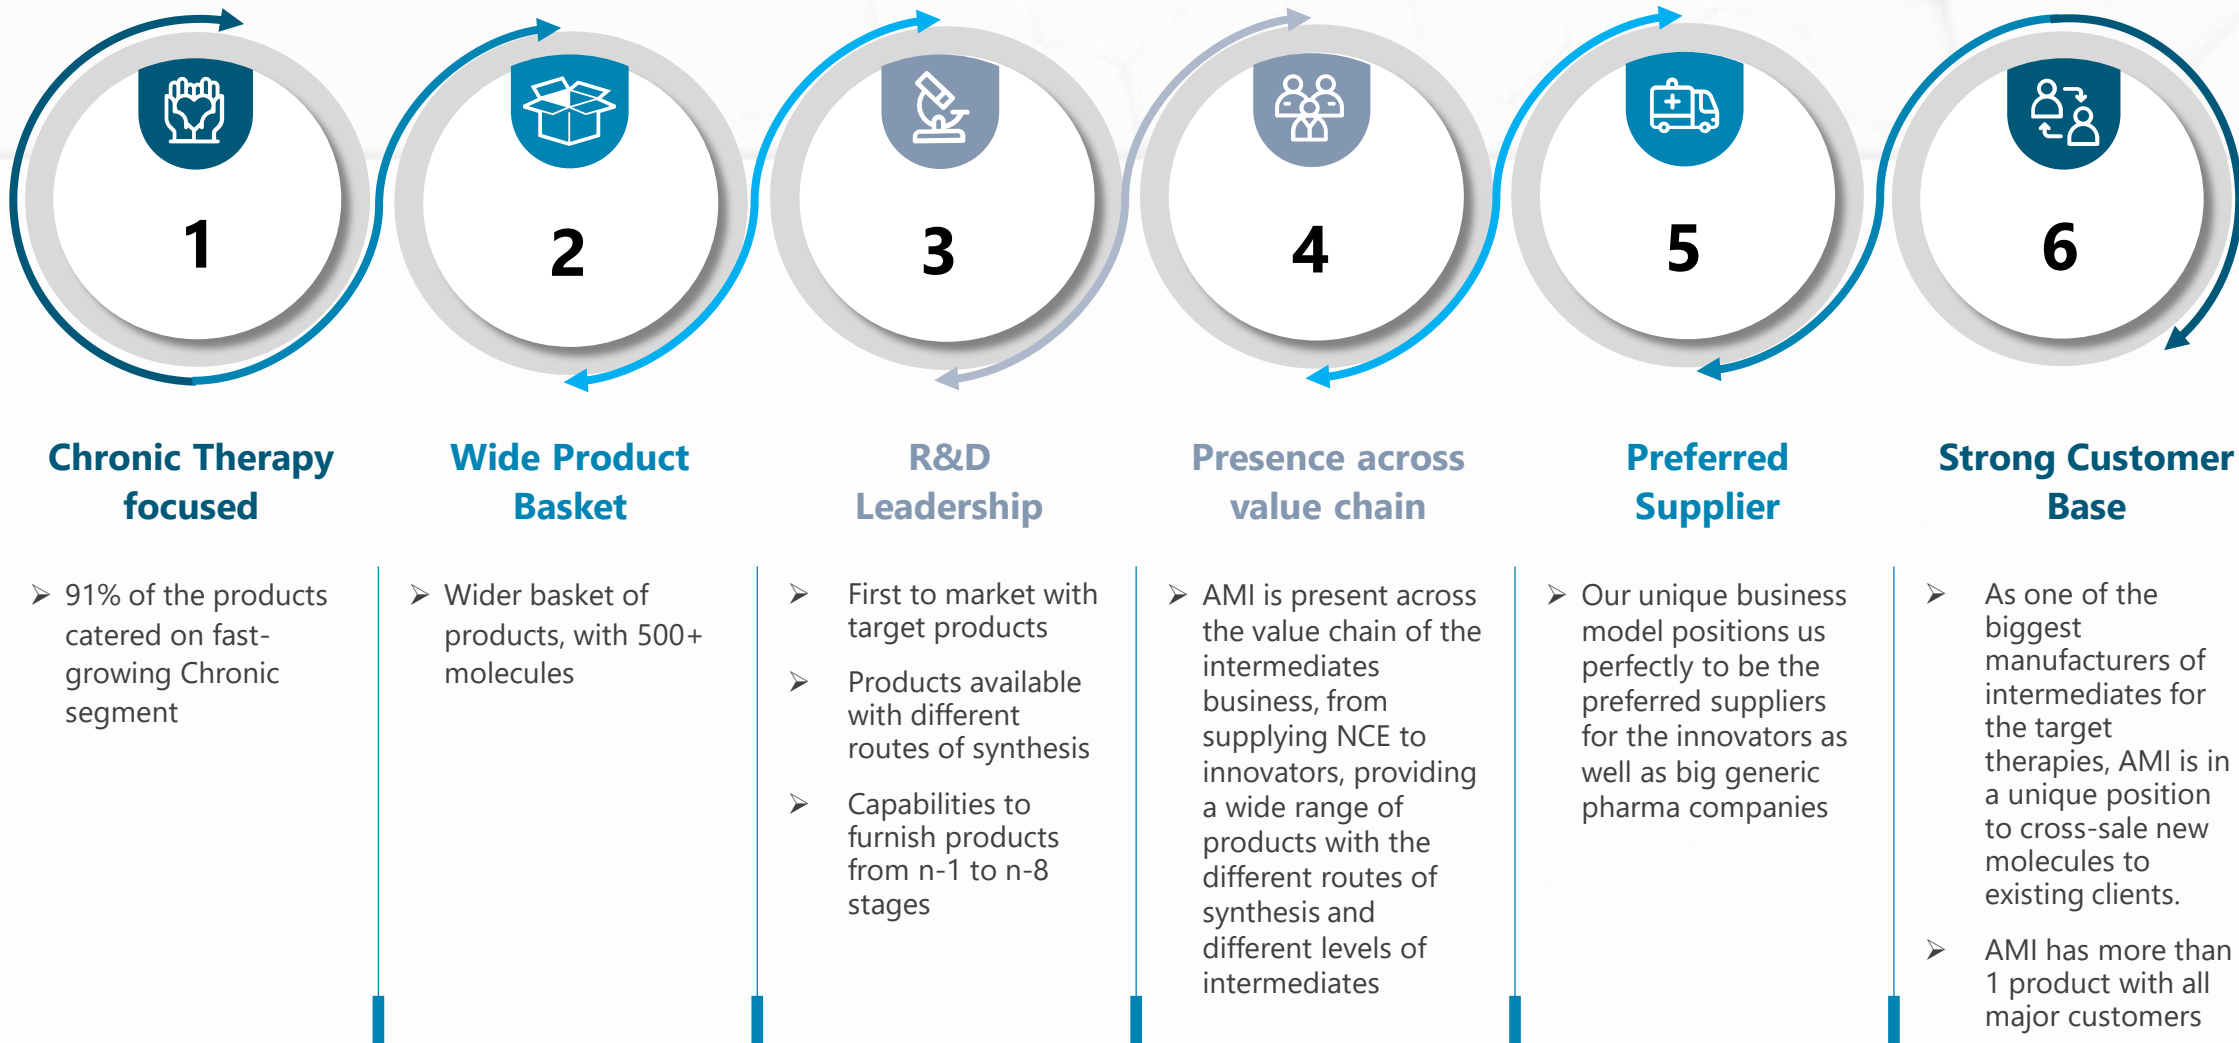 1
2
3
4
5
6
Chronic Therapy
focused
➢ 91% of the products
catered on fast-
growing Chronic
segment
Wide Product
Basket
➢ Wider basket of
products, with 500+
molecules
R&D
Leadership
➢ First to market with
target products
➢ Products available
with different
routes of synthesis
➢ Capabilities to
furnish products
from n-1 to n-8
stages
Presence across
value chain
➢ AMI is present across
the value chain of the
intermediates
business, from
supplying NCE to
innovators, providing
a wide range of
products with the
different routes of
synthesis and
different levels of
intermediates
Preferred
Supplier
➢ Our unique business
model positions us
perfectly to be the
preferred suppliers
for the innovators as
well as big generic
pharma companies
Strong Customer
Base
➢ As one of the
biggest
manufacturers of
intermediates for
the target
therapies, AMI is in
a unique position
to cross-sale new
molecules to
existing clients.
➢ AMI has more than
1 product with all
major customers